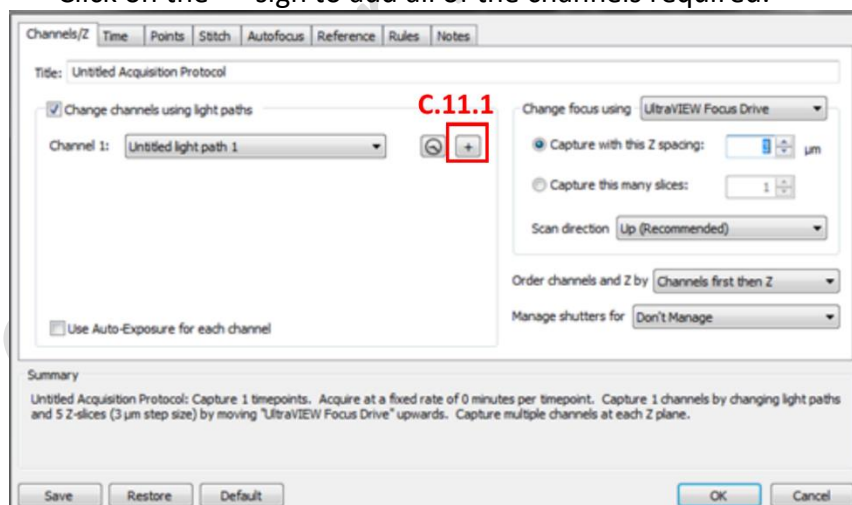 Click on the "+" sign to add all of the channels required.
Channels/Z Time Points Stitch Autofocus Reference Rules Notes
Title: Untitled Acquisition Protocol
Change channels using light paths
C.11.1
Channel 1: Untitled light path 1 +
Use Auto-Exposure for each channel
Change focus using UltraVIEW Focus Drive
Capture with this Z spacing: µm
Capture this many slices: 1
Scan direction Up (Recommended)
Order channels and Z by Channels first then Z
Manage shutters for Don't Manage
Summary
Untitled Acquisition Protocol: Capture 1 timepoints. Acquire at a fixed rate of 0 minutes per timepoint. Capture 1 channels by changing light paths
and 5 Z-slices (3 µm step size) by moving "UltraVIEW Focus Drive" upwards. Capture multiple channels at each Z plane.
Save Restore Default OK Cancel